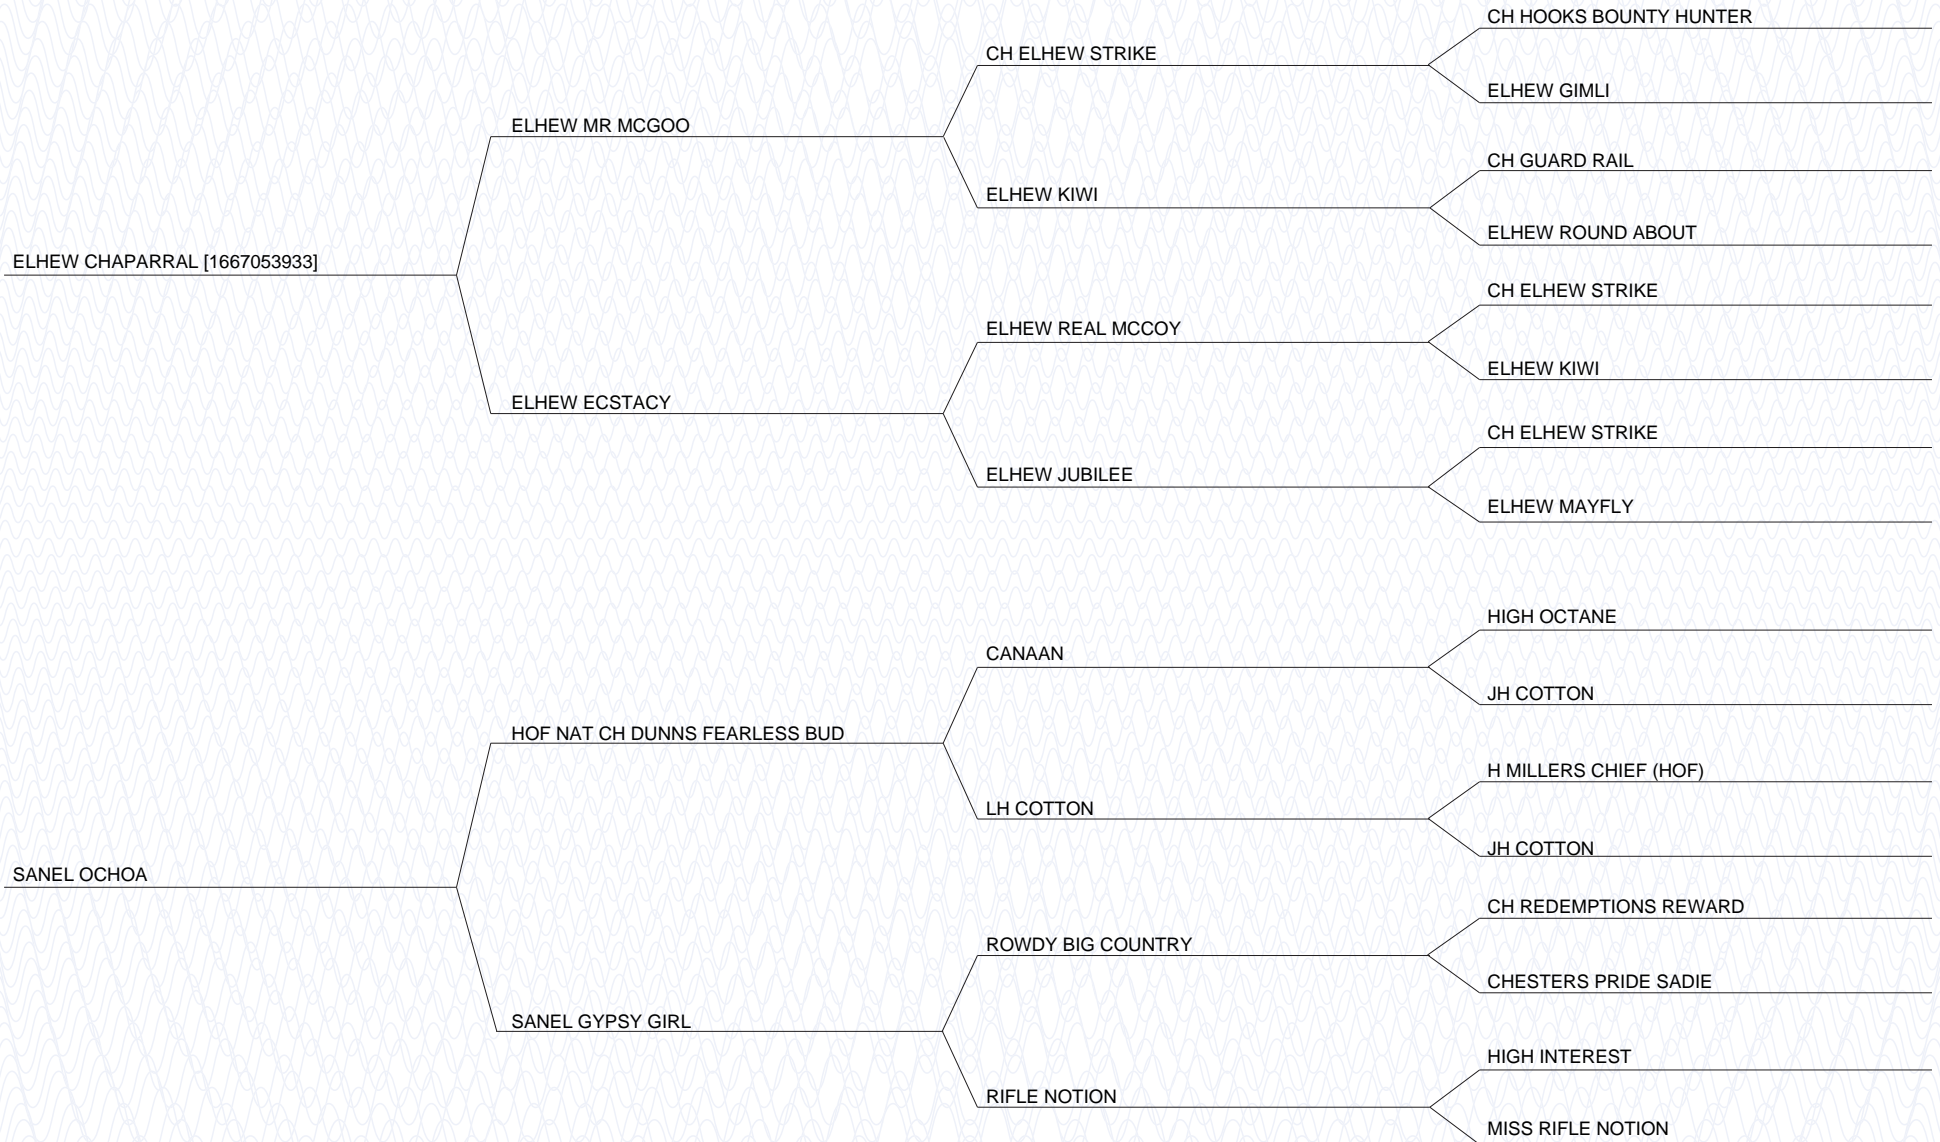 CH HOOKS BOUNTY HUNTER
CH ELHEW STRIKE
ELHEW GIMLI
ELHEW MR MCGOO
CH GUARD RAIL
ELHEW KIWI
ELHEW ROUND ABOUT
ELHEW CHAPARRAL [1667053933]
CH ELHEW STRIKE
ELHEW REAL MCCOY
ELHEW KIWI
ELHEW ECSTACY
CH ELHEW STRIKE
ELHEW JUBILEE
ELHEW MAYFLY
HIGH OCTANE
CANAAN
JH COTTON
HOF NAT CH DUNNS FEARLESS BUD
H MILLERS CHIEF (HOF)
LH COTTON
JH COTTON
SANEL OCHOA
CH REDEMPTIONS REWARD
ROWDY BIG COUNTRY
CHESTERS PRIDE SADIE
SANEL GYPSY GIRL
HIGH INTEREST
RIFLE NOTION
MISS RIFLE NOTION